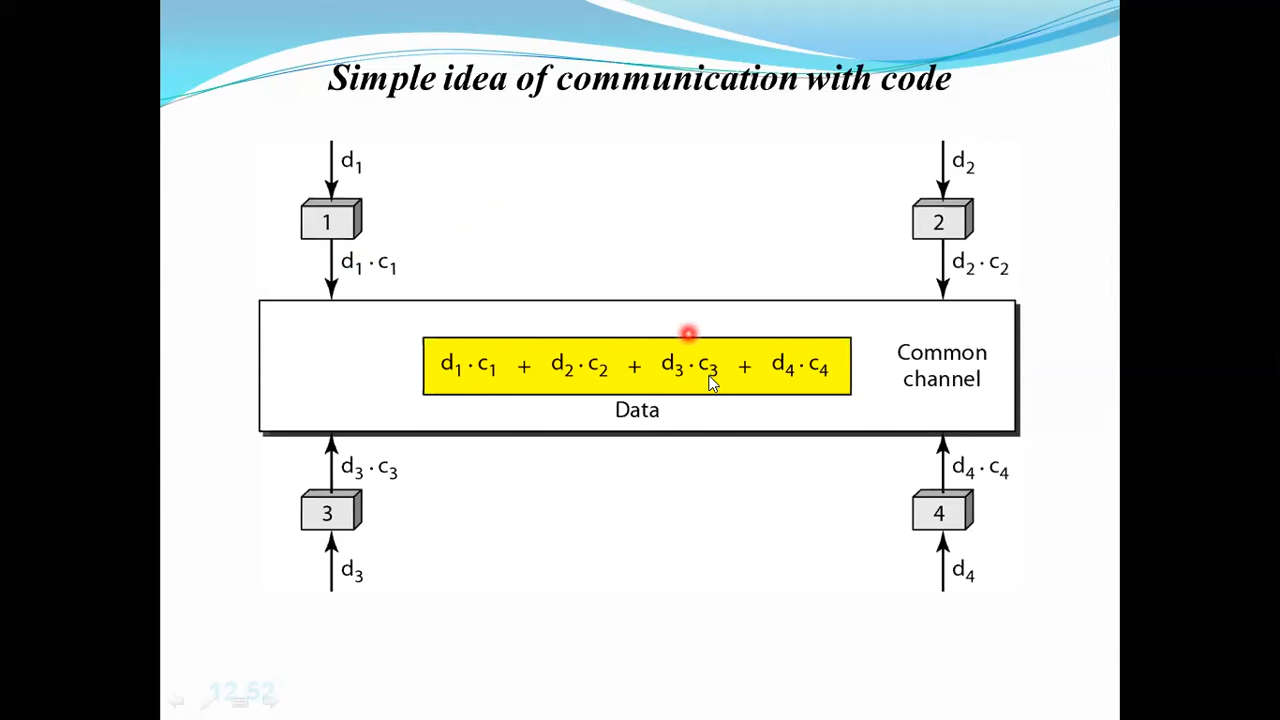 Simple idea of communication with code
d₁ d₂
1 2
d₁ · c₁ d₂ · c₂
d₁ · c₁ + d₂ · c₂ + d₃ · c₃ + d₄ · c₄
Common
channel
Data
d₃ · c₃ d₄ · c₄
3 4
d₃ d₄
12.52